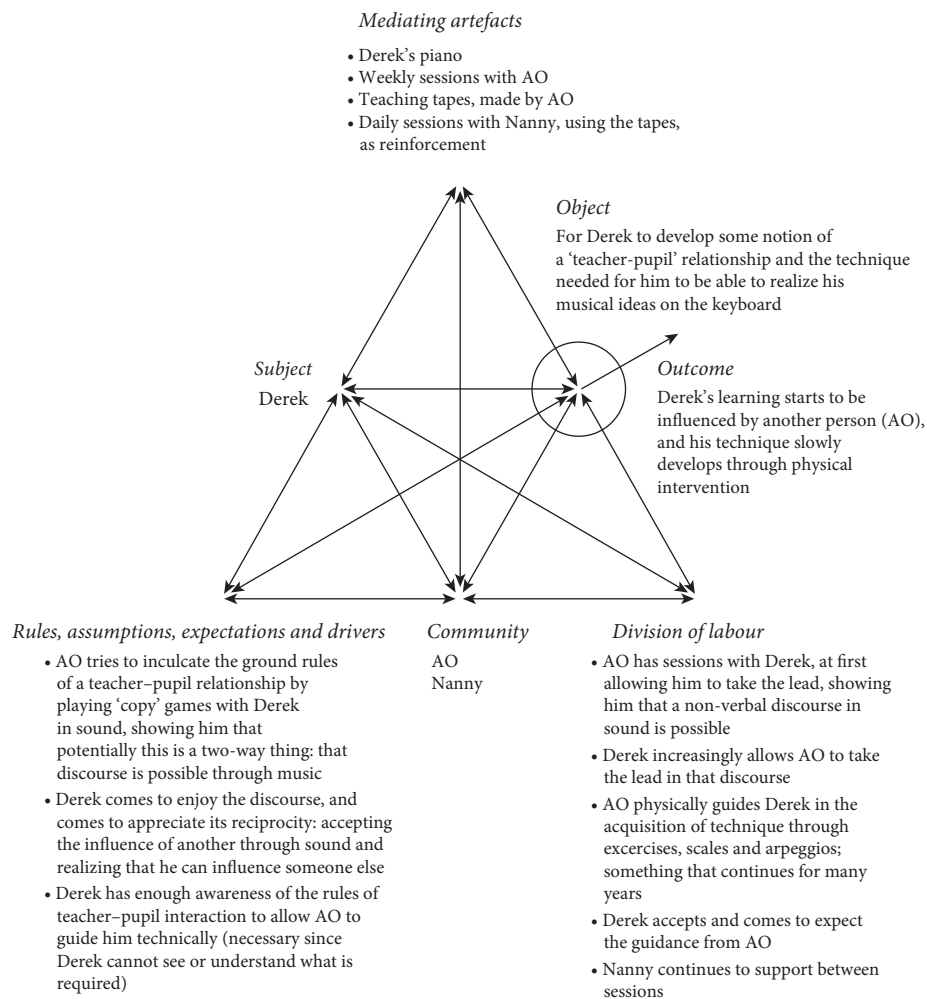 Mediating artefacts
• Derek’s piano
• Weekly sessions with AO
• Teaching tapes, made by AO
• Daily sessions with Nanny, using the tapes,
as reinforcement
Object
For Derek to develop some notion of
a ‘teacher-pupil’ relationship and the technique
needed for him to be able to realize his
musical ideas on the keyboard
Subject
Derek
Outcome
Derek’s learning starts to be
influenced by another person (AO),
and his technique slowly
develops through physical
intervention
Rules, assumptions, expectations and drivers
• AO tries to inculcate the ground rules
of a teacher–pupil relationship by
playing ‘copy’ games with Derek
in sound, showing him that
potentially this is a two-way thing: that
discourse is possible through music
• Derek comes to enjoy the discourse, and
comes to appreciate its reciprocity: accepting
the influence of another through sound and
realizing that he can influence someone else
• Derek has enough awareness of the rules of
teacher–pupil interaction to allow AO to
guide him technically (necessary since
Derek cannot see or understand what is
required)
Community
AO
Nanny
Division of labour
• AO has sessions with Derek, at first
allowing him to take the lead, showing
him that a non-verbal discourse in
sound is possible
• Derek increasingly allows AO to take
the lead in that discourse
• AO physically guides Derek in the
acquisition of technique through
excercises, scales and arpeggios;
something that continues for many
years
• Derek accepts and comes to expect
the guidance from AO
• Nanny continues to support between
sessions